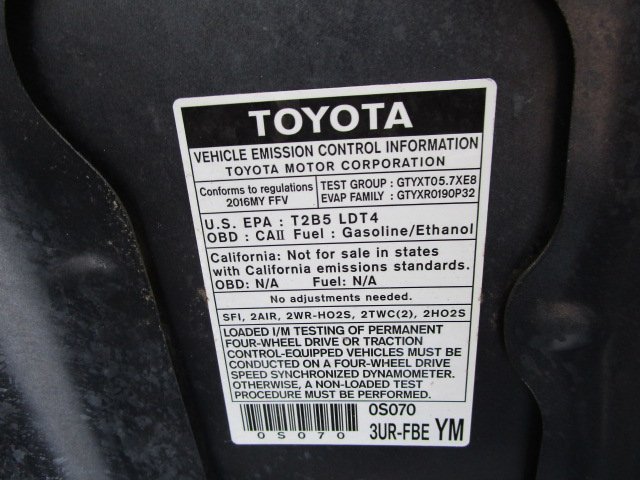 TOYOTA
VEHICLE EMISSION CONTROL INFORMATION
TOYOTA MOTOR CORPORATION
Conforms to regulations
2016MY FFV
TEST GROUP : GTYXT05.7XE8
EVAP FAMILY : GTYXR0190P32
U.S. EPA : T2B5 LDT4
OBD : CAII Fuel : Gasoline/Ethanol
California: Not for sale in states
with California emissions standards.
OBD: N/A Fuel: N/A
No adjustments needed.
SFI, 2AIR, 2WR-HO2S, 2TWC(2), 2HO2S
LOADED I/M TESTING OF PERMANENT
FOUR-WHEEL DRIVE OR TRACTION
CONTROL-EQUIPPED VEHICLES MUST BE
CONDUCTED ON A FOUR-WHEEL DRIVE
SPEED SYNCHRONIZED DYNAMOMETER.
OTHERWISE, A NON-LOADED TEST
PROCEDURE MUST BE PERFORMED.
0S070
0S070
3UR-FBE YM